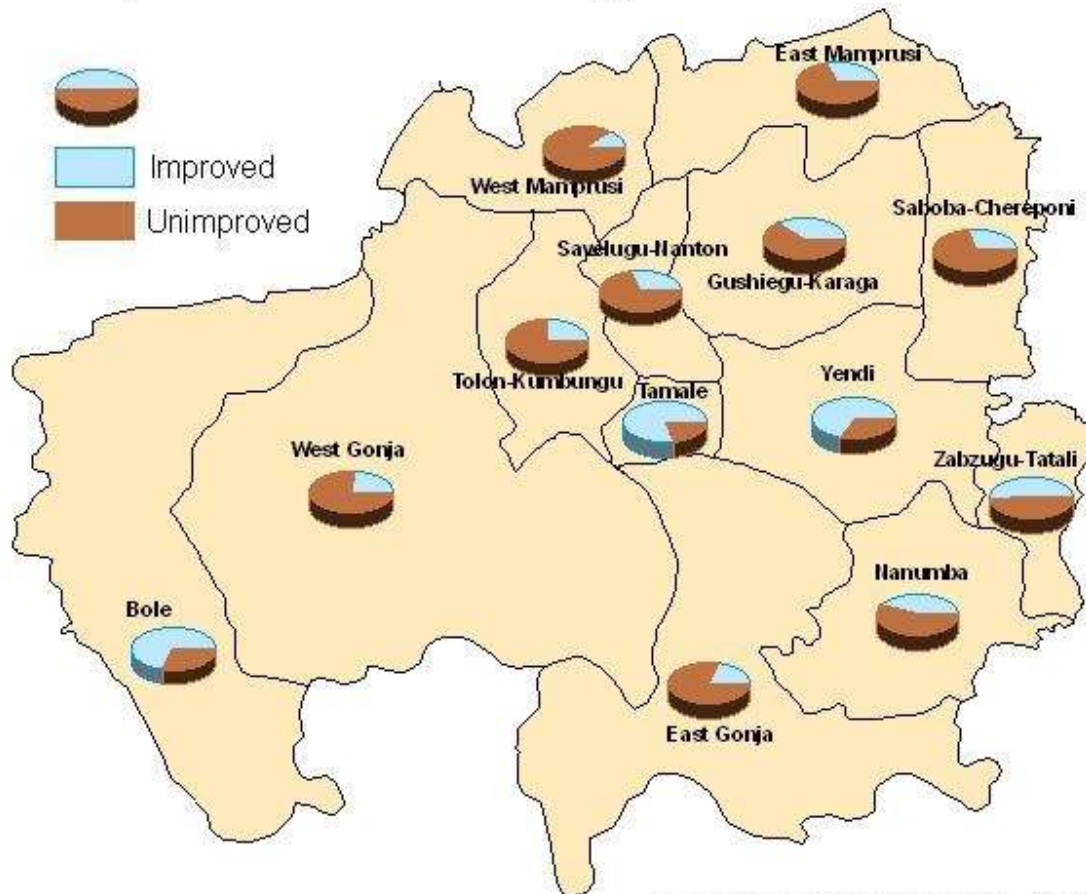 Improved
Unimproved
East Mamprusi
West Mamprusi
Saboba-Chereponi
Savelugu-Nanton
Gushiegu-Karaga
Tolon-Kumbungu
Tamale
Yendi
West Gonja
Zabzugu-Tatali
Nanumba
Bole
East Gonja